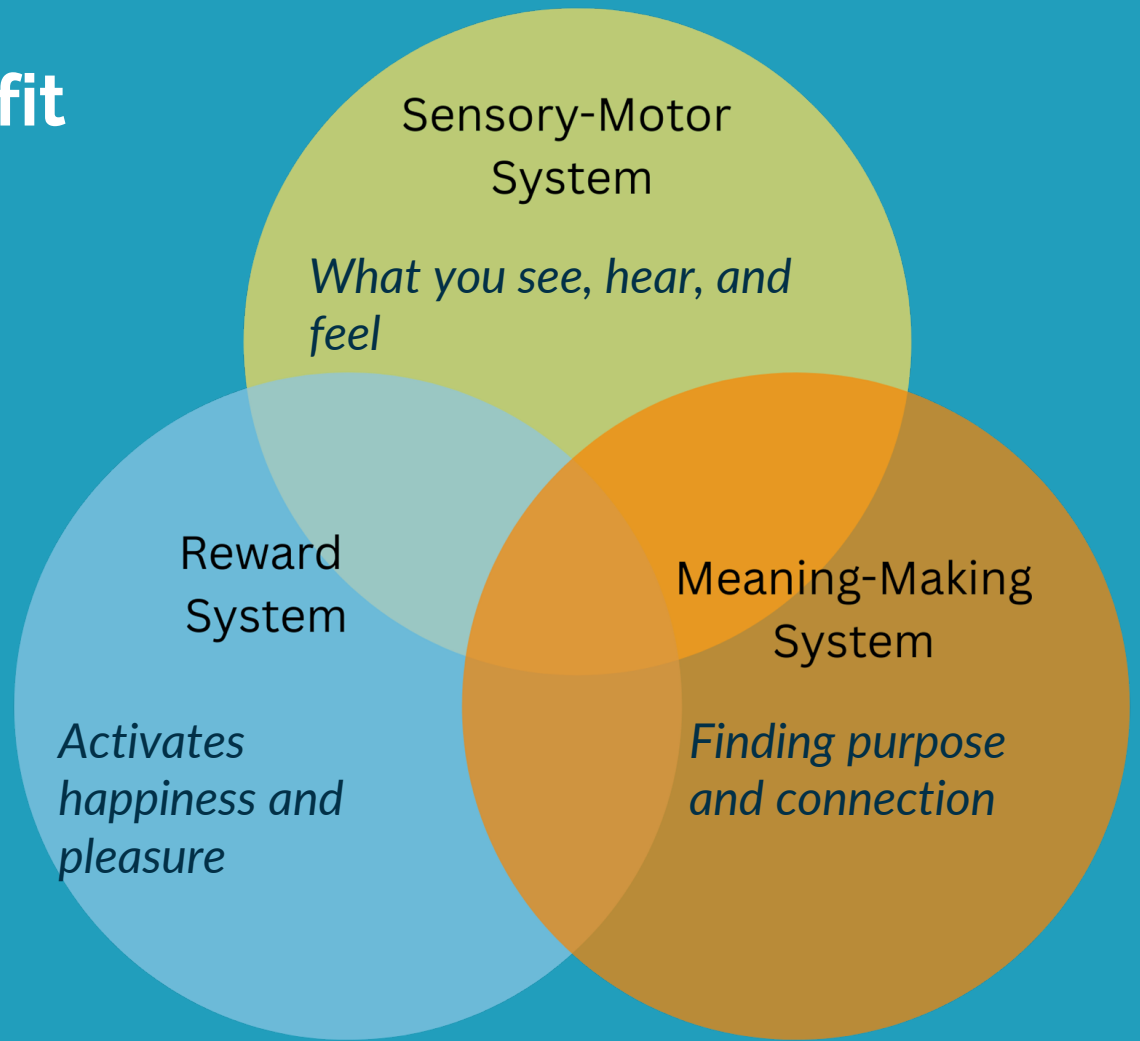 fit
Sensory-Motor
System
What you see, hear, and
feel
Reward
System
Activates
happiness and
pleasure
Meaning-Making
System
Finding purpose
and connection